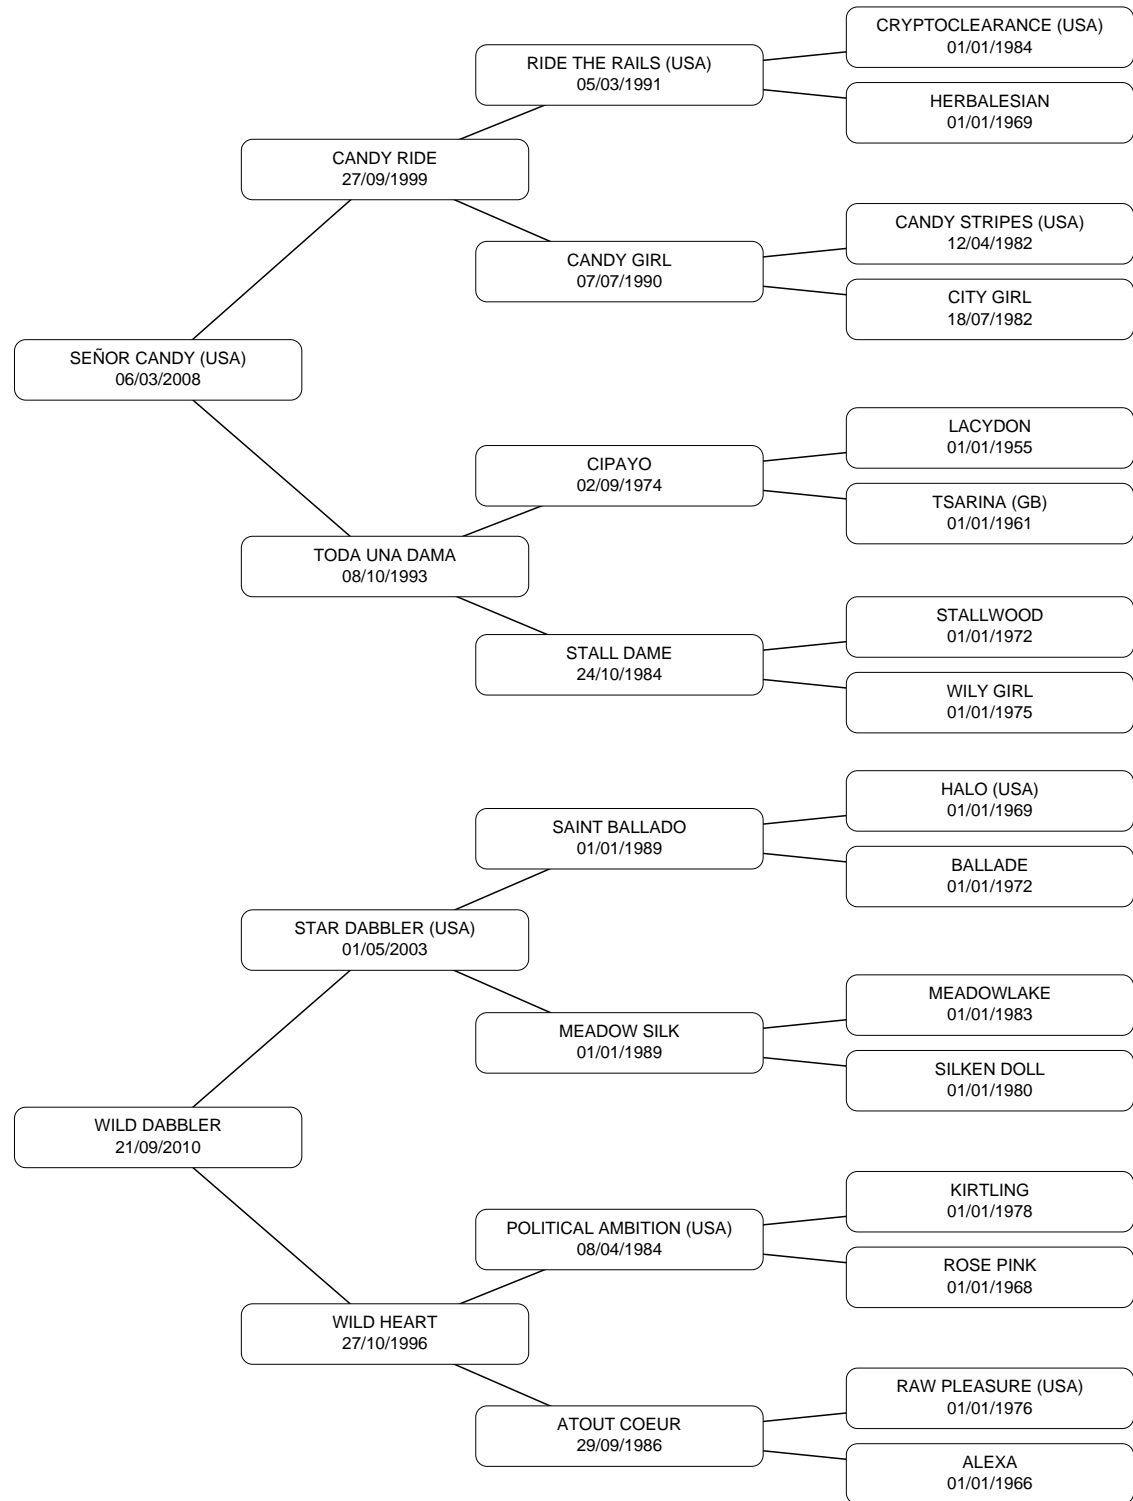 CRYPTOCLEARANCE (USA)
01/01/1984
RIDE THE RAILS (USA)
05/03/1991
HERBALESIAN
01/01/1969
CANDY RIDE
27/09/1999
CANDY STRIPES (USA)
12/04/1982
CANDY GIRL
07/07/1990
CITY GIRL
18/07/1982
SEÑOR CANDY (USA)
06/03/2008
LACYDON
01/01/1955
CIPAYO
02/09/1974
TSARINA (GB)
01/01/1961
TODA UNA DAMA
08/10/1993
STALLWOOD
01/01/1972
STALL DAME
24/10/1984
WILY GIRL
01/01/1975
HALO (USA)
01/01/1969
SAINT BALLADO
01/01/1989
BALLADE
01/01/1972
STAR DABBLER (USA)
01/05/2003
MEADOWLAKE
01/01/1983
MEADOW SILK
01/01/1989
SILKEN DOLL
01/01/1980
WILD DABBLER
21/09/2010
KIRTLING
01/01/1978
POLITICAL AMBITION (USA)
08/04/1984
ROSE PINK
01/01/1968
WILD HEART
27/10/1996
RAW PLEASURE (USA)
01/01/1976
ATOUT COEUR
29/09/1986
ALEXA
01/01/1966